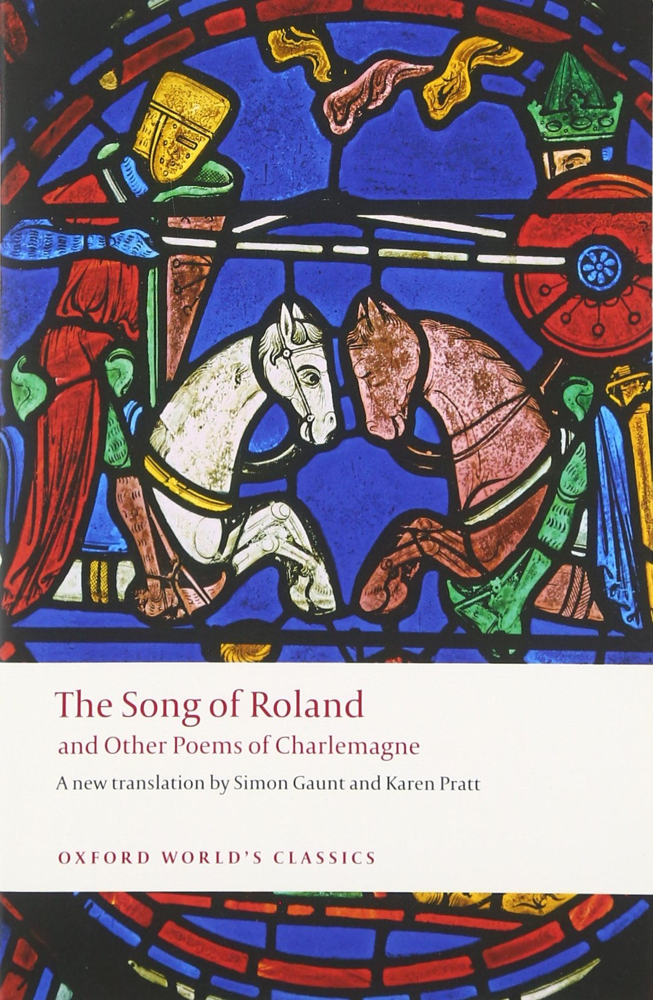 The Song of Roland
and Other Poems of Charlemagne
A new translation by Simon Gaunt and Karen Pratt
OXFORD WORLD'S CLASSICS